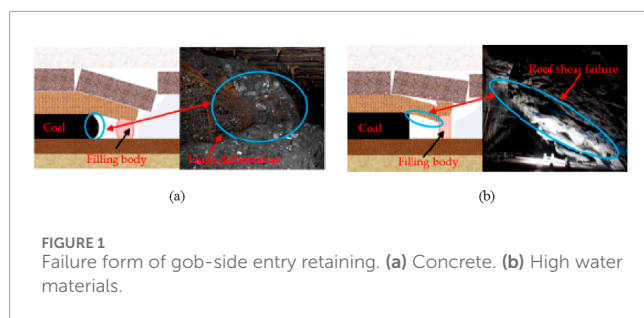 Coal
Filling body
Large deformation
(a)
Coal
Filling body
Roof shear failure
(b)
FIGURE 1
Failure form of gob-side entry retaining. (a) Concrete. (b) High water
materials.